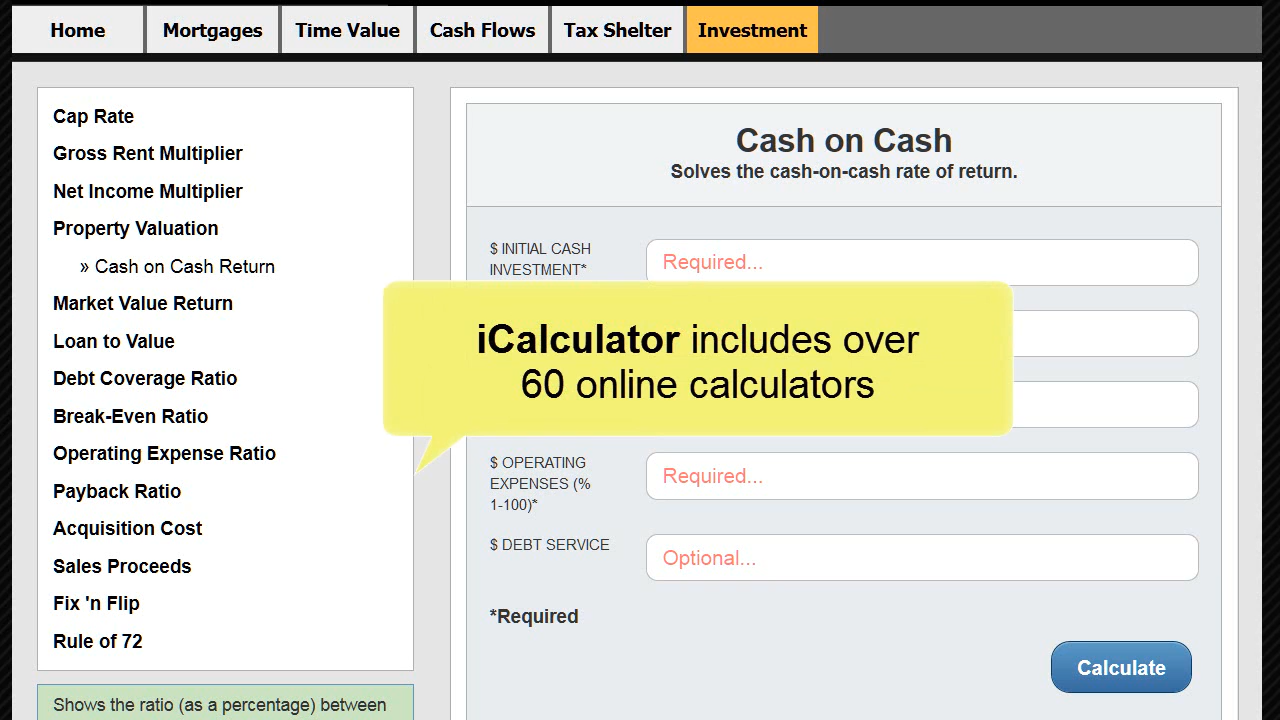 Home Mortgages Time Value Cash Flows Tax Shelter Investment
Cap Rate
Gross Rent Multiplier
Net Income Multiplier
Property Valuation
» Cash on Cash Return
Market Value Return
Loan to Value
Debt Coverage Ratio
Break-Even Ratio
Operating Expense Ratio
Payback Ratio
Acquisition Cost
Sales Proceeds
Fix 'n Flip
Rule of 72
Shows the ratio (as a percentage) between
Cash on Cash
Solves the cash-on-cash rate of return.
$ INITIAL CASH
INVESTMENT*
Required...
iCalculator includes over
60 online calculators
$ OPERATING
EXPENSES (%
1-100)*
Required...
$ DEBT SERVICE
Optional...
*Required
Calculate